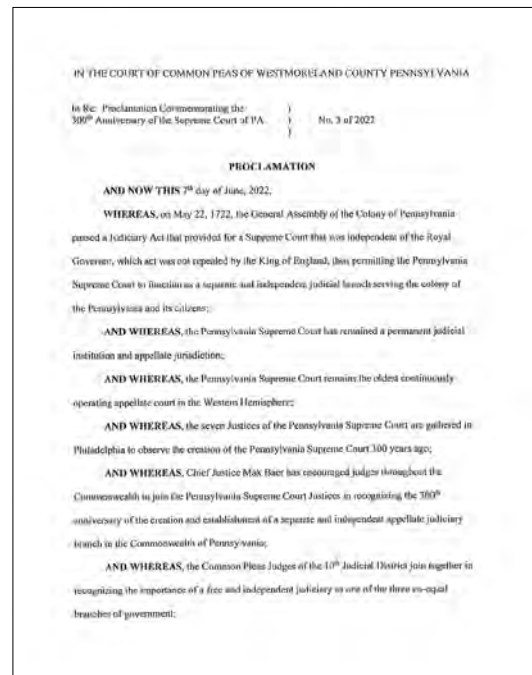 IN THE COURT OF COMMON PEAS OF WESTMORELAND COUNTY PENNSYLVANIA
In Re: Proclamation Commemorating the )
300th Anniversary of the Supreme Court of PA ) No. 3 of 2022
)
PROCLAMATION
AND NOW THIS 7th day of June, 2022,
WHEREAS, on May 22, 1722, the General Assembly of the Colony of Pennsylvania
passed a Judiciary Act that provided for a Supreme Court that was independent of the Royal
Governor, which act was not repealed by the King of England, thus permitting the Pennsylvania
Supreme Court to function as a separate and independent judicial branch serving the colony of
the Pennsylvania and its citizens;
AND WHEREAS, the Pennsylvania Supreme Court has remained a permanent judicial
institution and appellate jurisdiction;
AND WHEREAS, the Pennsylvania Supreme Court remains the oldest continuously
operating appellate court in the Western Hemisphere;
AND WHEREAS, the seven Justices of the Pennsylvania Supreme Court are gathered in
Philadelphia to observe the creation of the Pennsylvania Supreme Court 300 years ago;
AND WHEREAS, Chief Justice Max Baer has encouraged judges throughout the
Commonwealth to join the Pennsylvania Supreme Court Justices in recognizing the 300th
anniversary of the creation and establishment of a separate and independent appellate judiciary
branch in the Commonwealth of Pennsylvania;
AND WHEREAS, the Common Pleas Judges of the 10th Judicial District join together in
recognizing the importance of a free and independent judiciary as one of the three co-equal
branches of government;